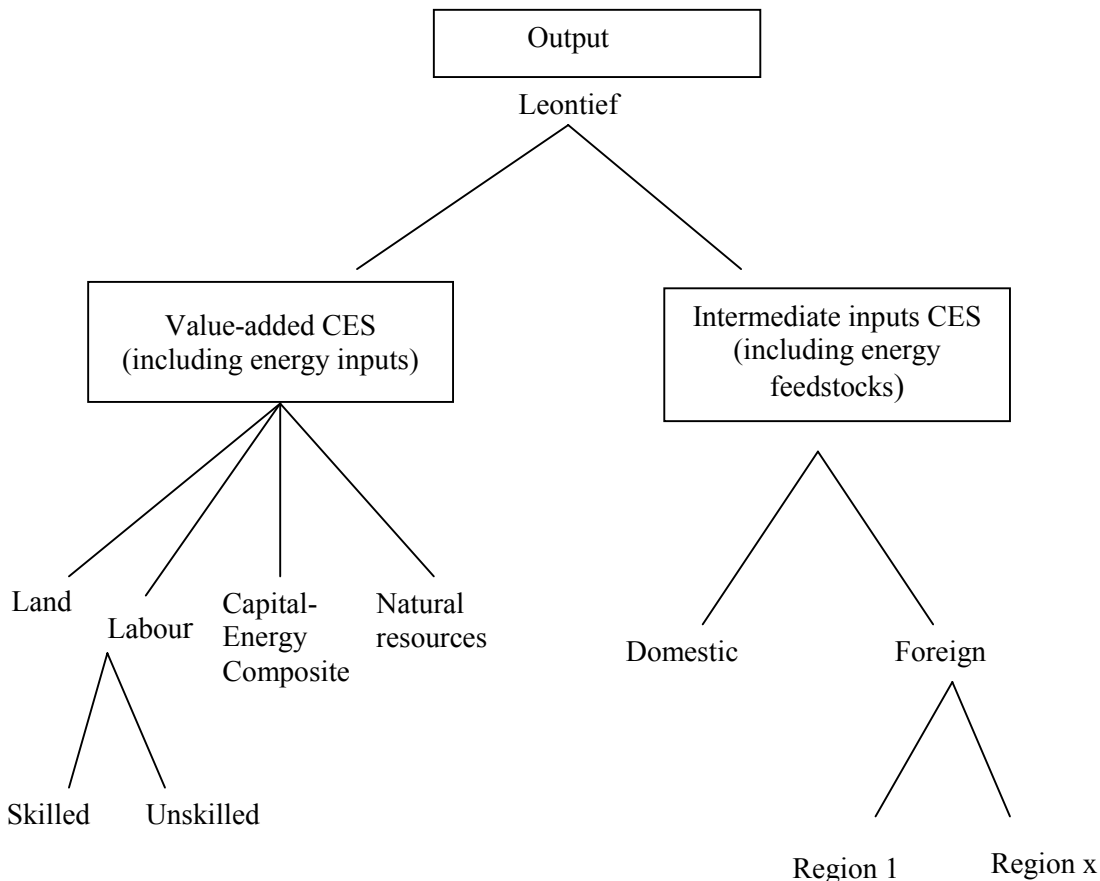 Output
Leontief
Value-added CES
(including energy inputs)
Intermediate inputs CES
(including energy
feedstocks)
Land
Labour
Capital-
Energy
Composite
Natural
resources
Domestic
Foreign
Skilled
Unskilled
Region 1
Region x